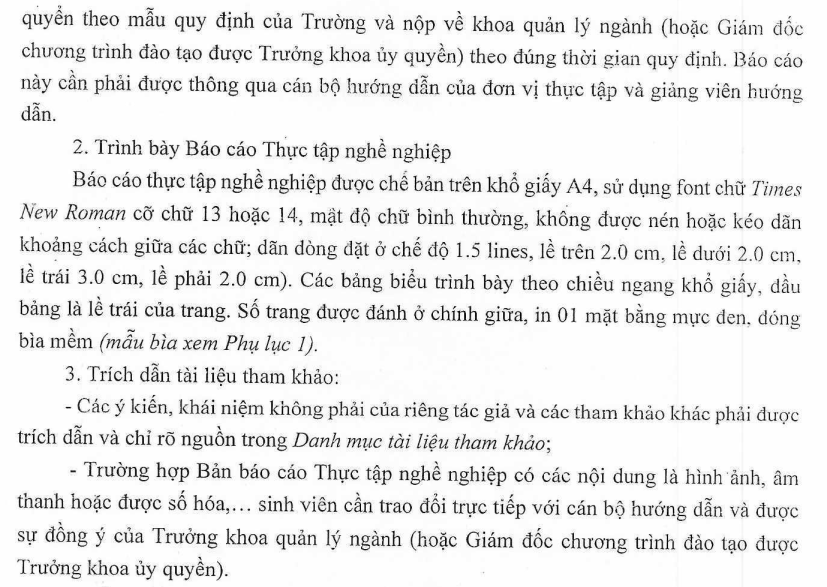 quyển theo mẫu quy định của Trường và nộp về khoa quản lý ngành (hoặc Giám đốc
chương trình đào tạo được Trưởng khoa ủy quyền) theo đúng thời gian quy định. Báo cáo
này cần phải được thông qua cán bộ hướng dẫn của đơn vị thực tập và giảng viên hướng
dẫn.
2. Trình bày Báo cáo Thực tập nghề nghiệp
Báo cáo thực tập nghề nghiệp được chế bản trên khổ giấy A4, sử dụng font chữ Times
New Roman cỡ chữ 13 hoặc 14, mật độ chữ bình thường, không được nén hoặc kéo dãn
khoảng cách giữa các chữ; dãn dòng đặt ở chế độ 1.5 lines, lề trên 2.0 cm, lề dưới 2.0 cm,
lề trái 3.0 cm, lề phải 2.0 cm). Các bảng biểu trình bày theo chiều ngang khổ giấy, đầu
bảng là lề trái của trang. Số trang được đánh ở chính giữa, in 01 mặt bằng mực đen, đóng
bìa mềm (mẫu bìa xem Phụ lục 1).
3. Trích dẫn tài liệu tham khảo:
- Các ý kiến, khái niệm không phải của riêng tác giả và các tham khảo khác phải được
trích dẫn và chỉ rõ nguồn trong Danh mục tài liệu tham khảo;
- Trường hợp Bản báo cáo Thực tập nghề nghiệp có các nội dung là hình ảnh, âm
thanh hoặc được số hóa,... sinh viên cần trao đổi trực tiếp với cán bộ hướng dẫn và được
sự đồng ý của Trưởng khoa quản lý ngành (hoặc Giám đốc chương trình đào tạo được
Trưởng khoa ủy quyền).